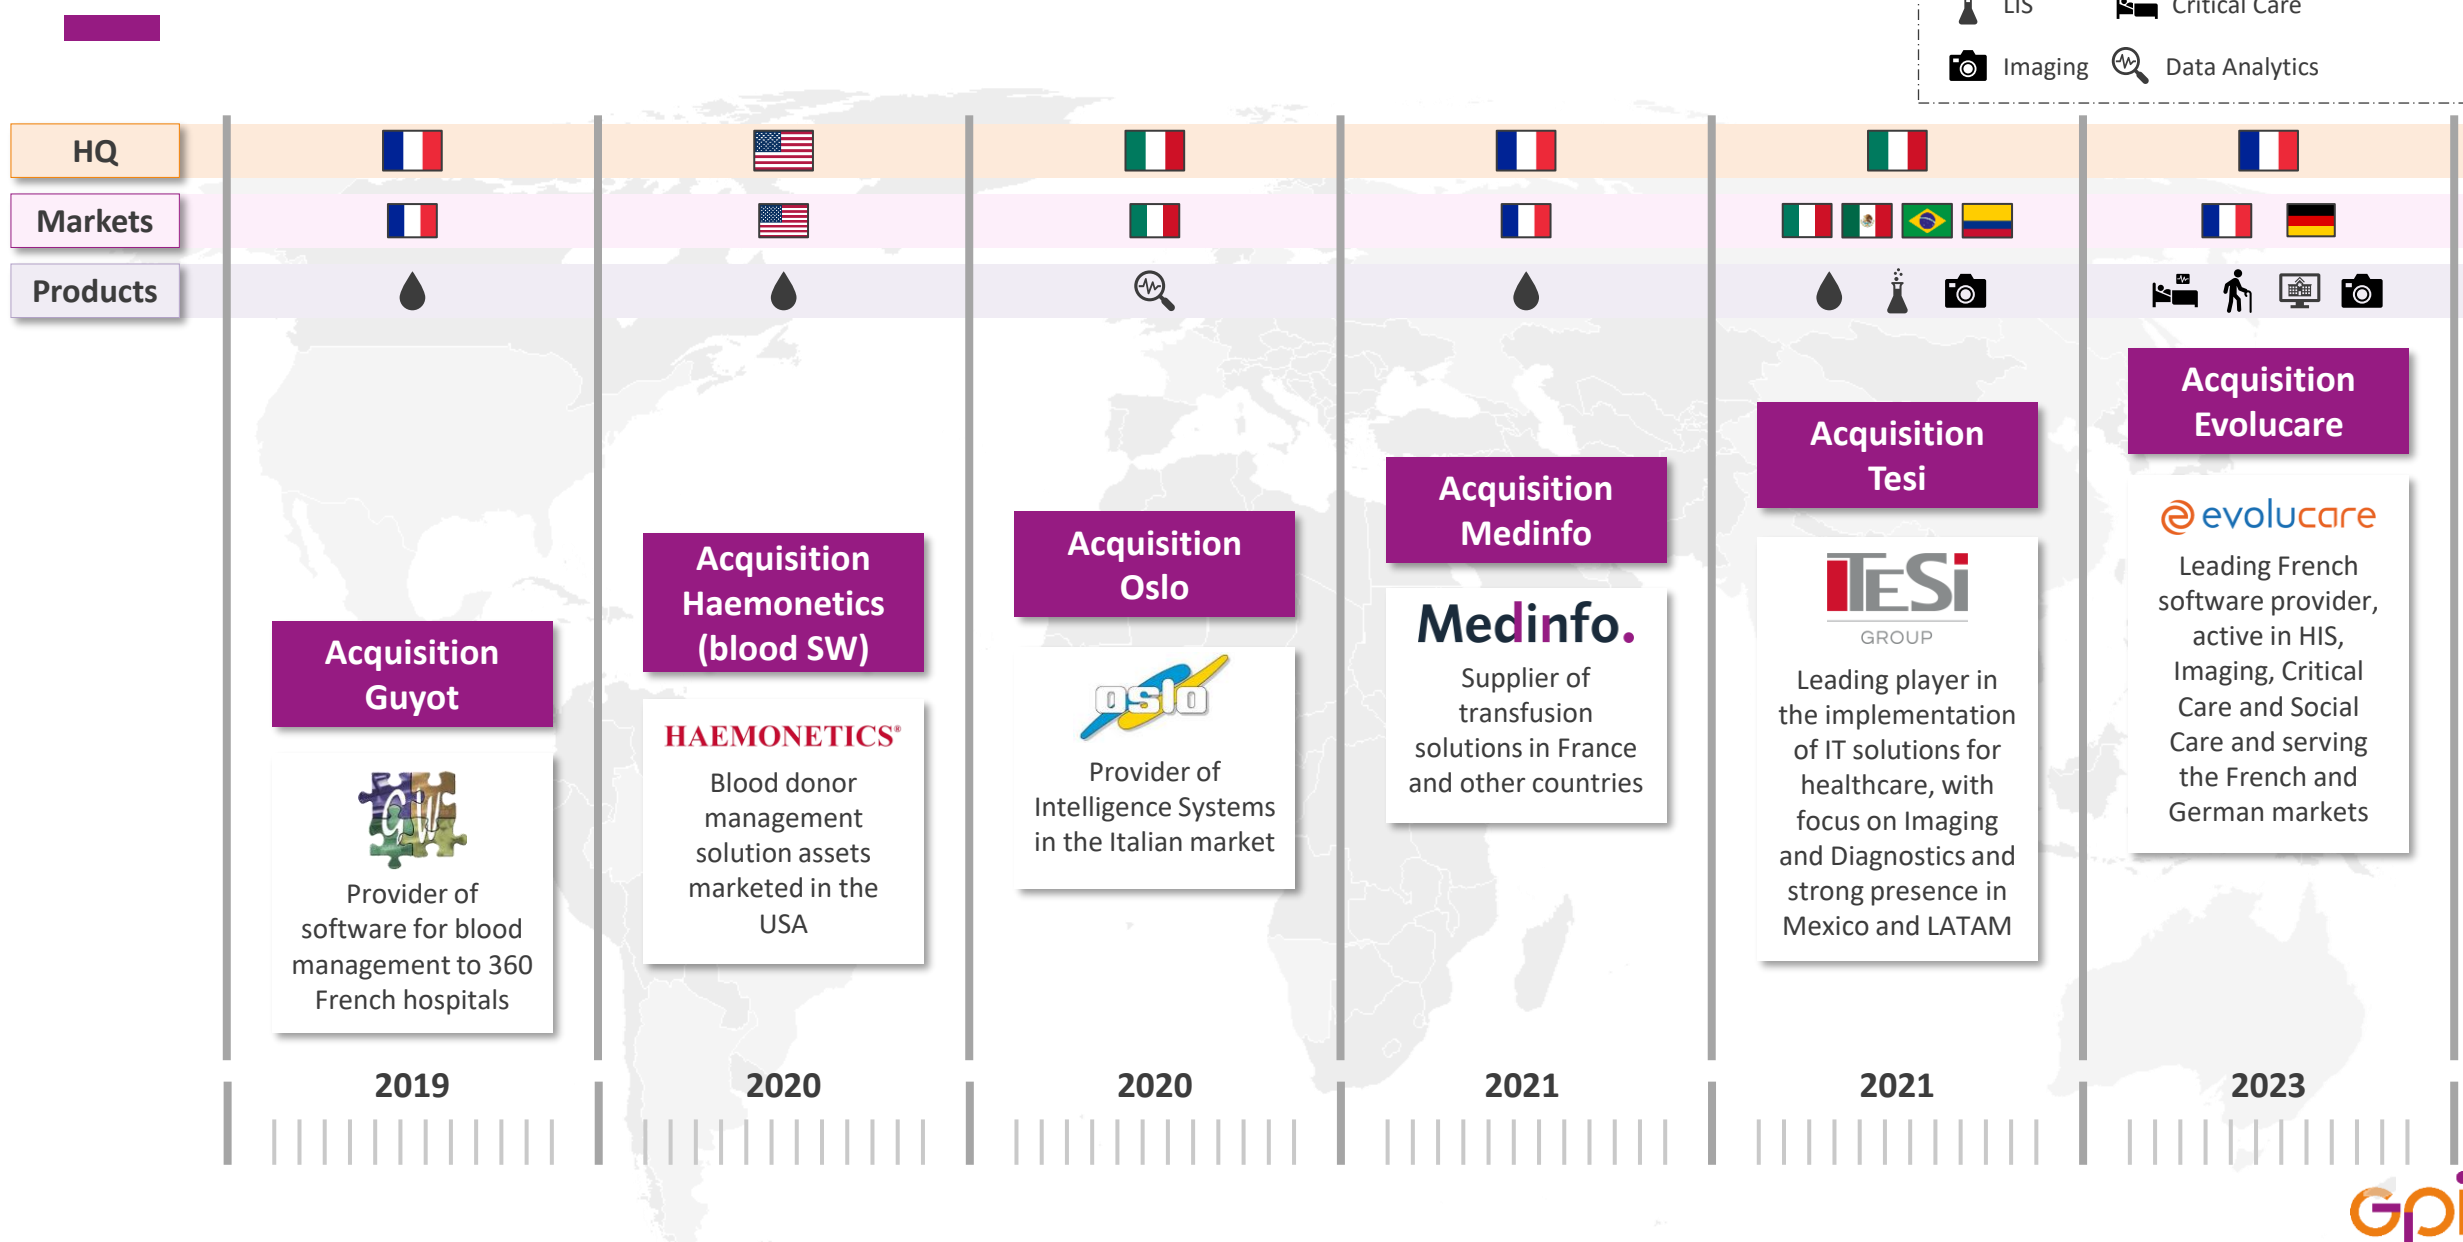 LIS
Critical Care
Imaging
Data Analytics
HQ
Markets
Products
Acquisition
Guyot
Provider of
software for blood
management to 360
French hospitals
2019
Acquisition
Haemonetics
(blood SW)
HAEMONETICS®
Blood donor
management
solution assets
marketed in the
USA
2020
Acquisition
Oslo
oslo
Provider of
Intelligence Systems
in the Italian market
2020
Acquisition
Medinfo
Medinfo.
Supplier of
transfusion
solutions in France
and other countries
2021
Acquisition
Tesi
TESi
GROUP
Leading player in
the implementation
of IT solutions for
healthcare, with
focus on Imaging
and Diagnostics and
strong presence in
Mexico and LATAM
2021
Acquisition
Evolucare
evolucare
Leading French
software provider,
active in HIS,
Imaging, Critical
Care and Social
Care and serving
the French and
German markets
2023
Gpi